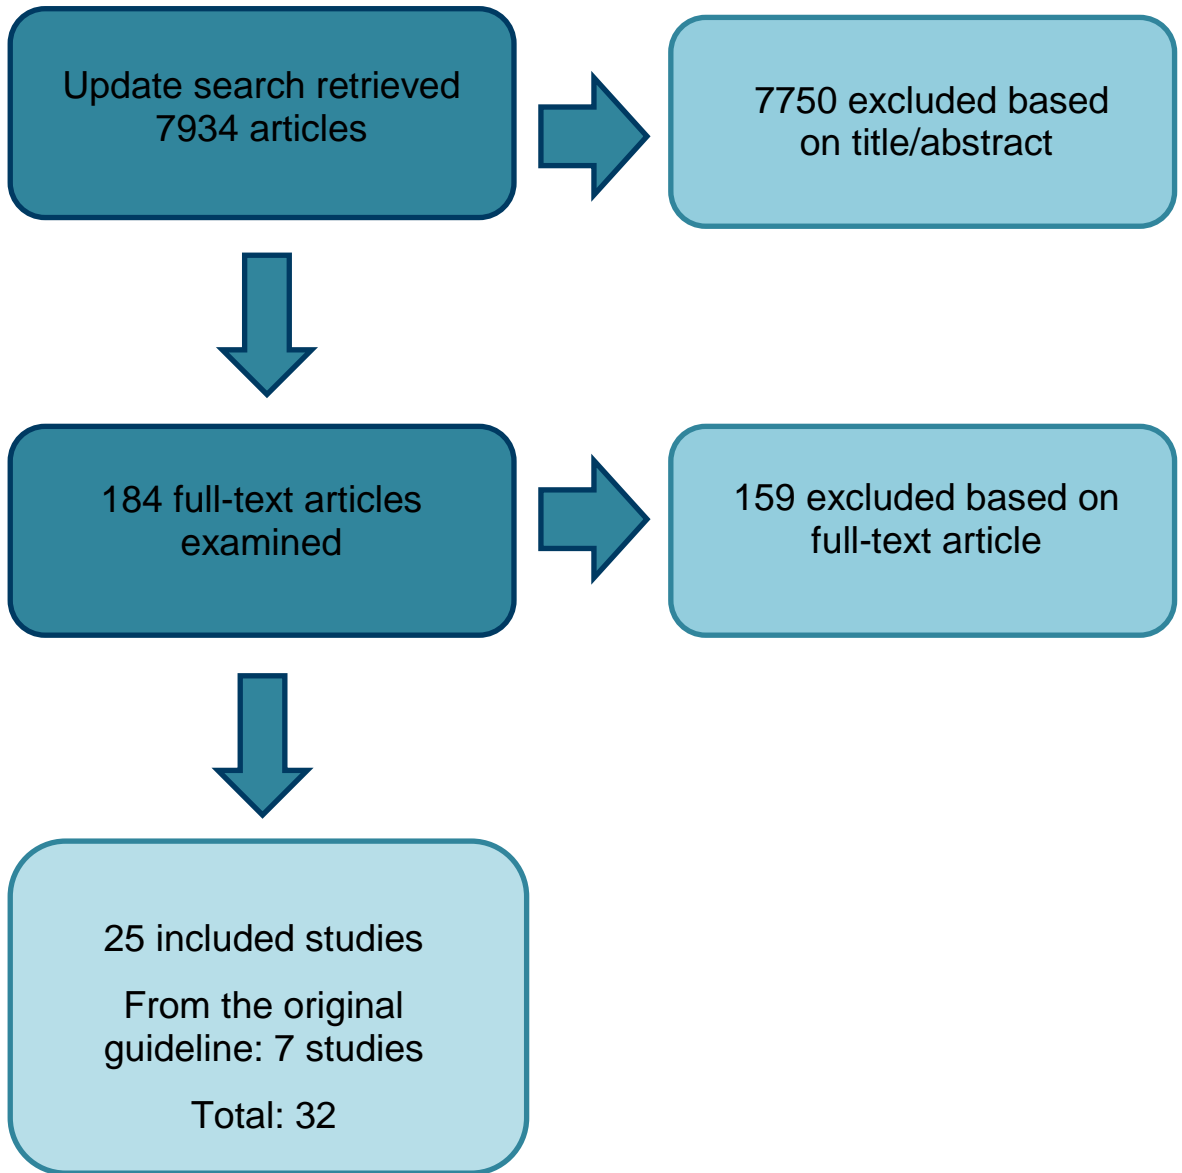 Update search retrieved
7934 articles
7750 excluded based
on title/abstract
184 full-text articles
examined
159 excluded based on
full-text article
25 included studies
From the original
guideline: 7 studies
Total: 32